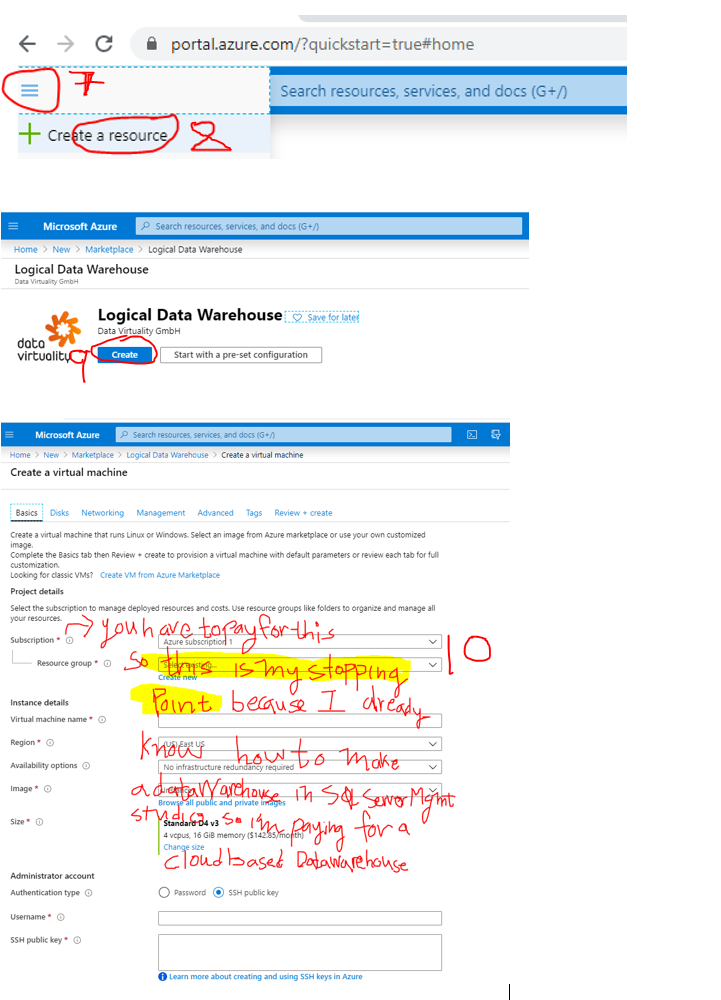 portal.azure.com/?quickstart=true#home
7
Search resources, services, and docs (G+/)
Create a resource
8
Microsoft Azure
Search resources, services, and docs (G+/)
Home > New > Marketplace > Logical Data Warehouse
Logical Data Warehouse
Data Virtuality GmbH
data
virtuality
Logical Data Warehouse
Save for later
Data Virtuality GmbH
9
Create
Start with a pre-set configuration
Microsoft Azure
Search resources, services, and docs (G+/)
Home > New > Marketplace > Logical Data Warehouse > Create a virtual machine
Create a virtual machine
Basics Disks Networking Management Advanced Tags Review + create
Create a virtual machine that runs Linux or Windows. Select an image from Azure marketplace or use your own customized
image.
Complete the Basics tab then Review + create to provision a virtual machine with default parameters or review each tab for full
customization.
Looking for classic VMs? Create VM from Azure Marketplace
Project details
Select the subscription to manage deployed resources and costs. Use resource groups like folders to organize and manage all
your resources.
you have to pay for this
Subscription *
Azure subscription 1
10
so this is my stopping
Resource group *
Select existing...
Create new
Point because I already
Instance details
Virtual machine name *
know how to make
Region *
(US) East US
Availability options
No infrastructure redundancy required
a data Warehouse in SQL Server Mgmt
Image *
Browse all public and private images
studio, so i'm paying for a
Size *
Standard D4 v3
4 vcpus, 16 GiB memory ($142.85/month)
Change size
cloud based Datawarehouse
Administrator account
Authentication type
Password SSH public key
Username *
SSH public key *
Learn more about creating and using SSH keys in Azure